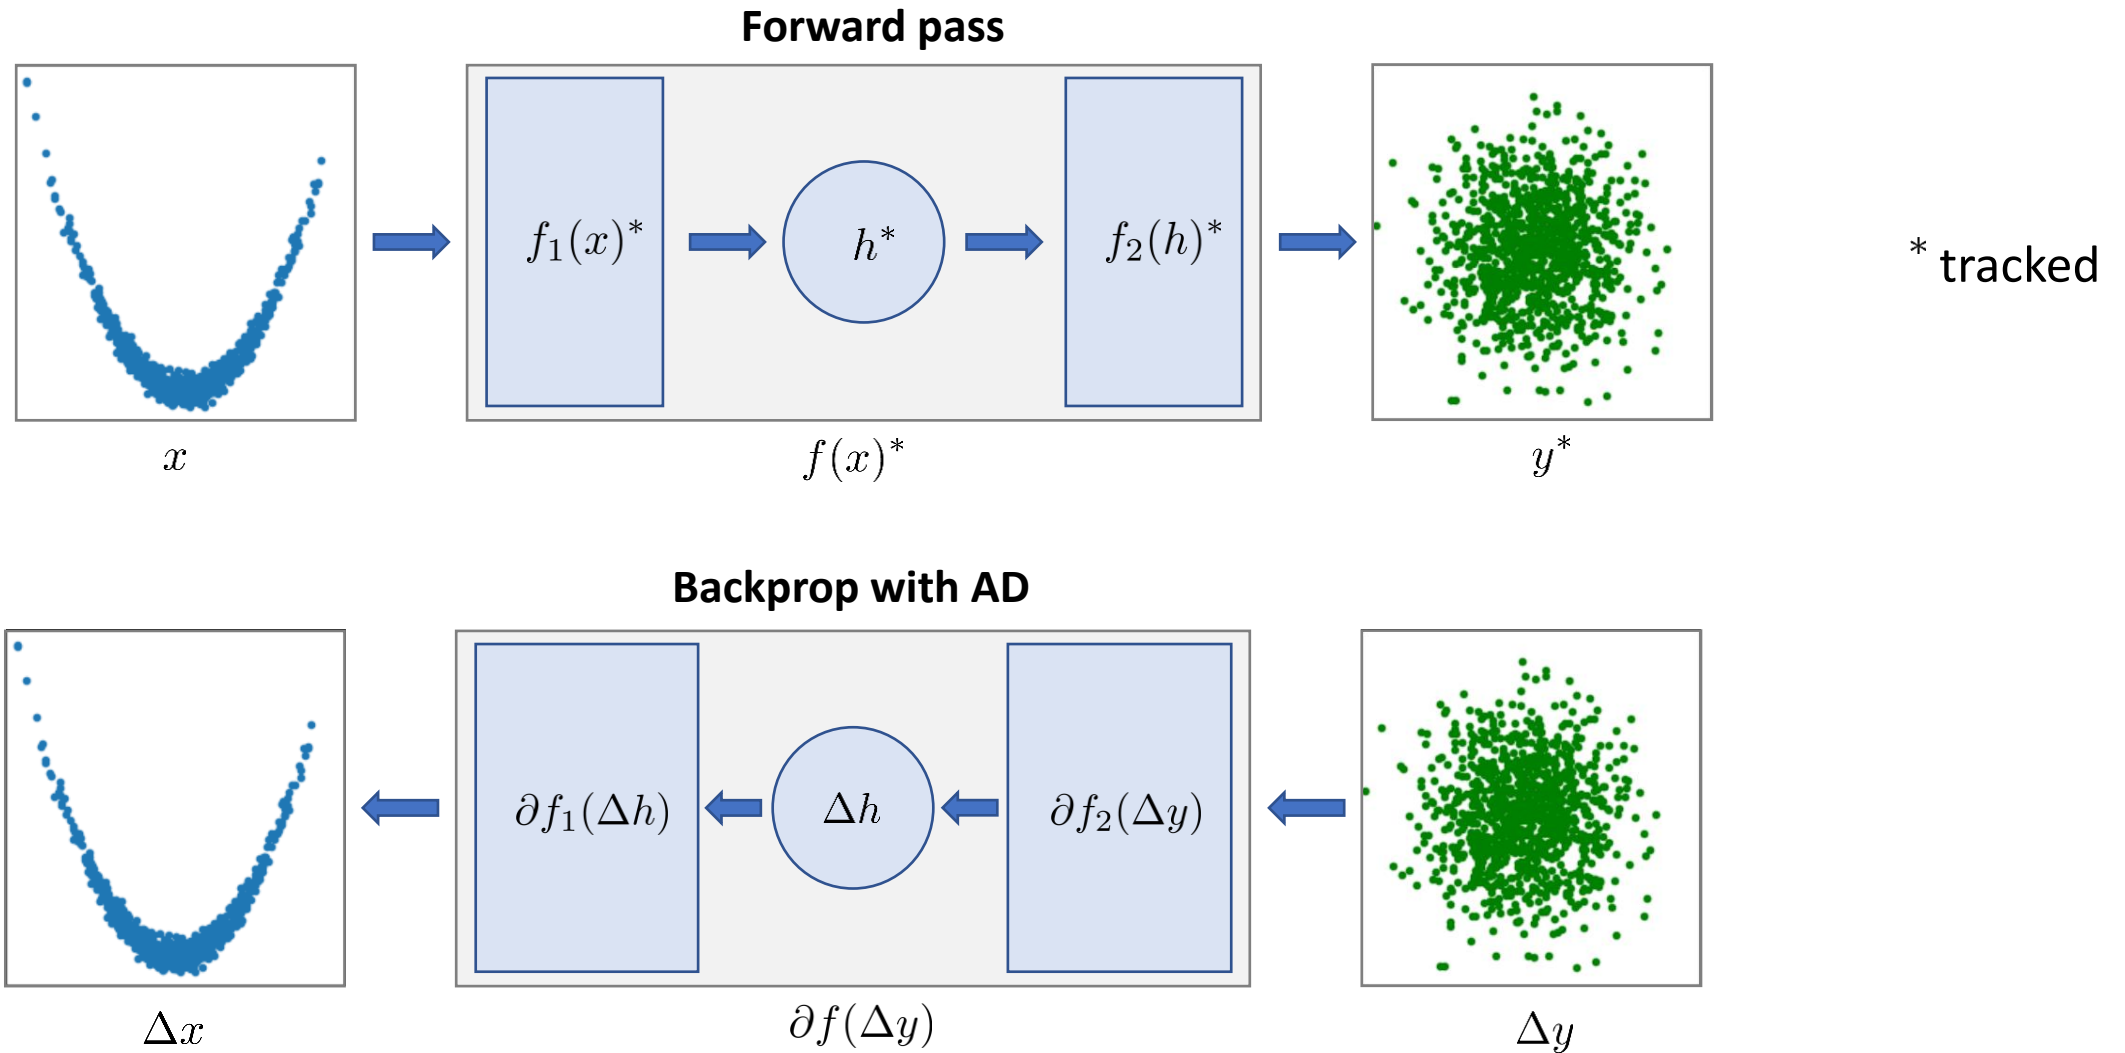 Forward pass
f₁(x)*
h*
f₂(h)*
* tracked
x
f(x)*
y*
Backprop with AD
∂f₁(Δh)
Δh
∂f₂(Δy)
Δx
∂f(Δy)
Δy